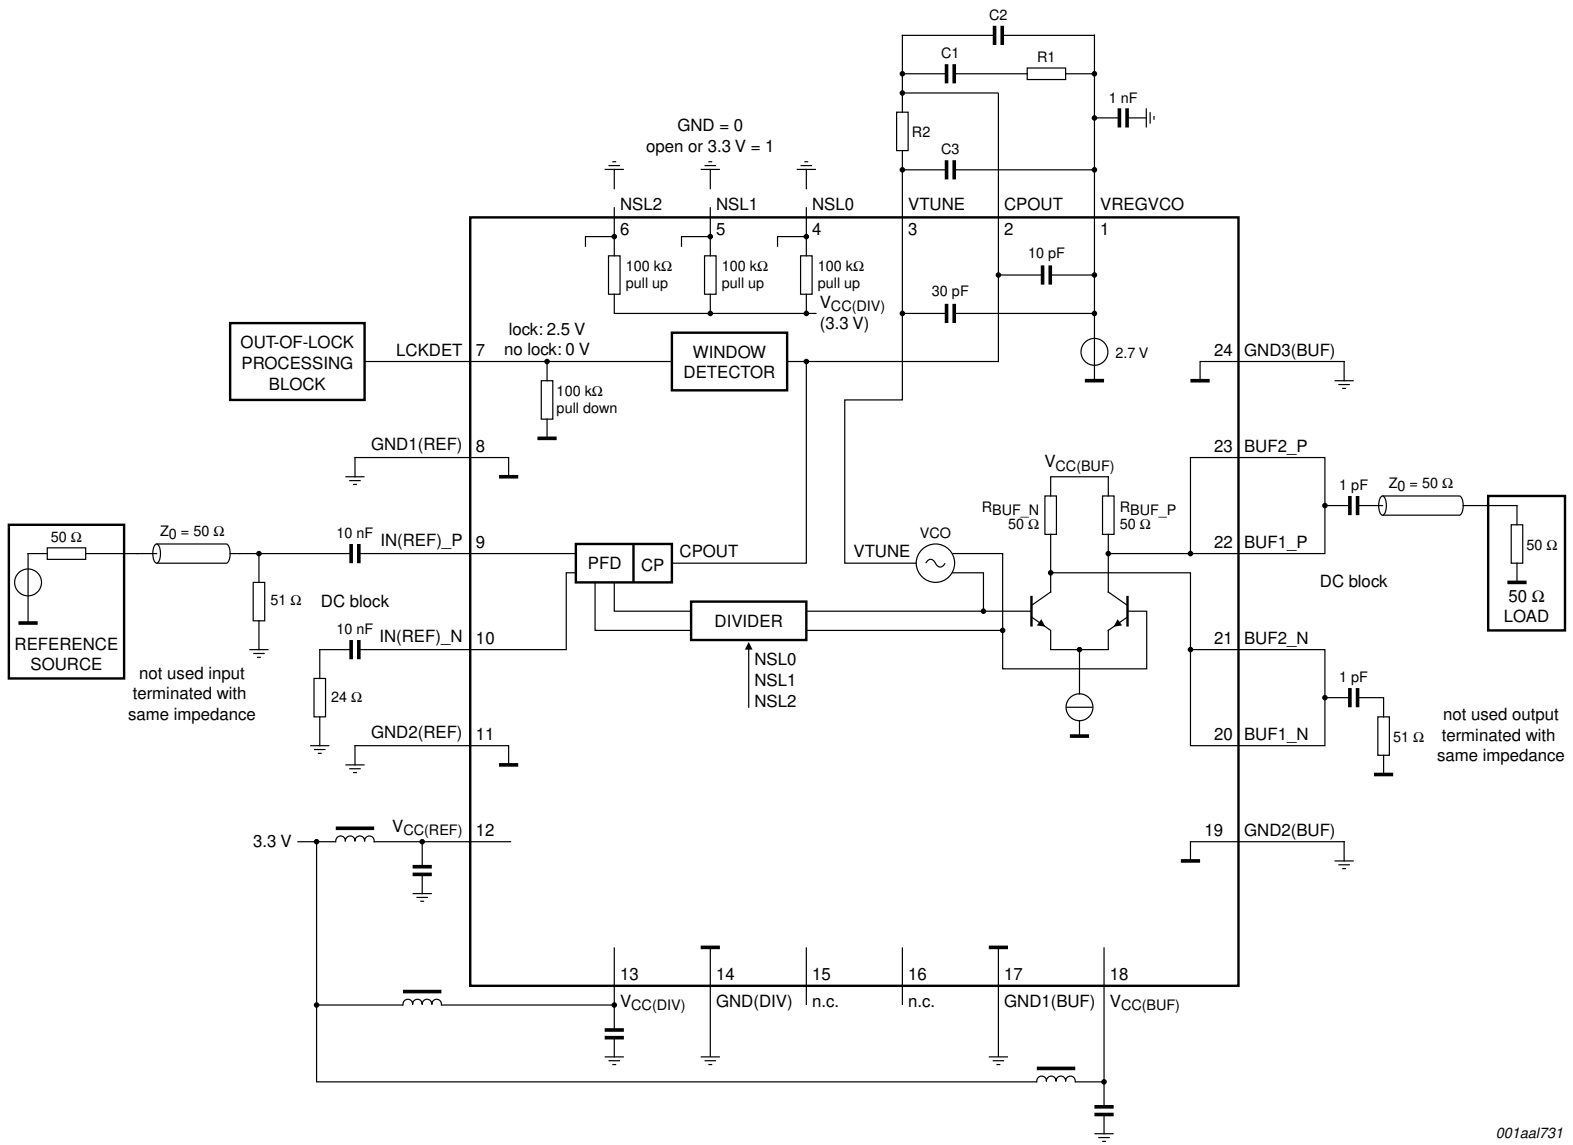 C2
C1
R1
1 nF
R2
C3
GND = 0
open or 3.3 V = 1
NSL2
NSL1
NSL0
VTUNE
CPOUT
VREGVCO
6
5
4
3
2
1
100 kΩ
pull up
100 kΩ
pull up
100 kΩ
pull up
VCC(DIV)
(3.3 V)
10 pF
30 pF
2.7 V
OUT-OF-LOCK
PROCESSING
BLOCK
LCKDET
7
lock: 2.5 V
no lock: 0 V
100 kΩ
pull down
WINDOW
DETECTOR
24
GND3(BUF)
GND1(REF)
8
23
BUF2_P
VCC(BUF)
RBUF_N
50 Ω
RBUF_P
50 Ω
1 pF
Z0 = 50 Ω
50 Ω
50 Ω
LOAD
DC block
22
BUF1_P
50 Ω
REFERENCE
SOURCE
Z0 = 50 Ω
51 Ω
10 nF
IN(REF)_P
9
DC block
10 nF
IN(REF)_N
10
24 Ω
not used input
terminated with
same impedance
PFD
CP
CPOUT
VTUNE
VCO
DIVIDER
NSL0
NSL1
NSL2
21
BUF2_N
1 pF
51 Ω
20
BUF1_N
not used output
terminated with
same impedance
GND2(REF)
11
3.3 V
VCC(REF)
12
19
GND2(BUF)
13
14
15
16
17
18
VCC(DIV)
GND(DIV)
n.c.
n.c.
GND1(BUF)
VCC(BUF)
001aal731